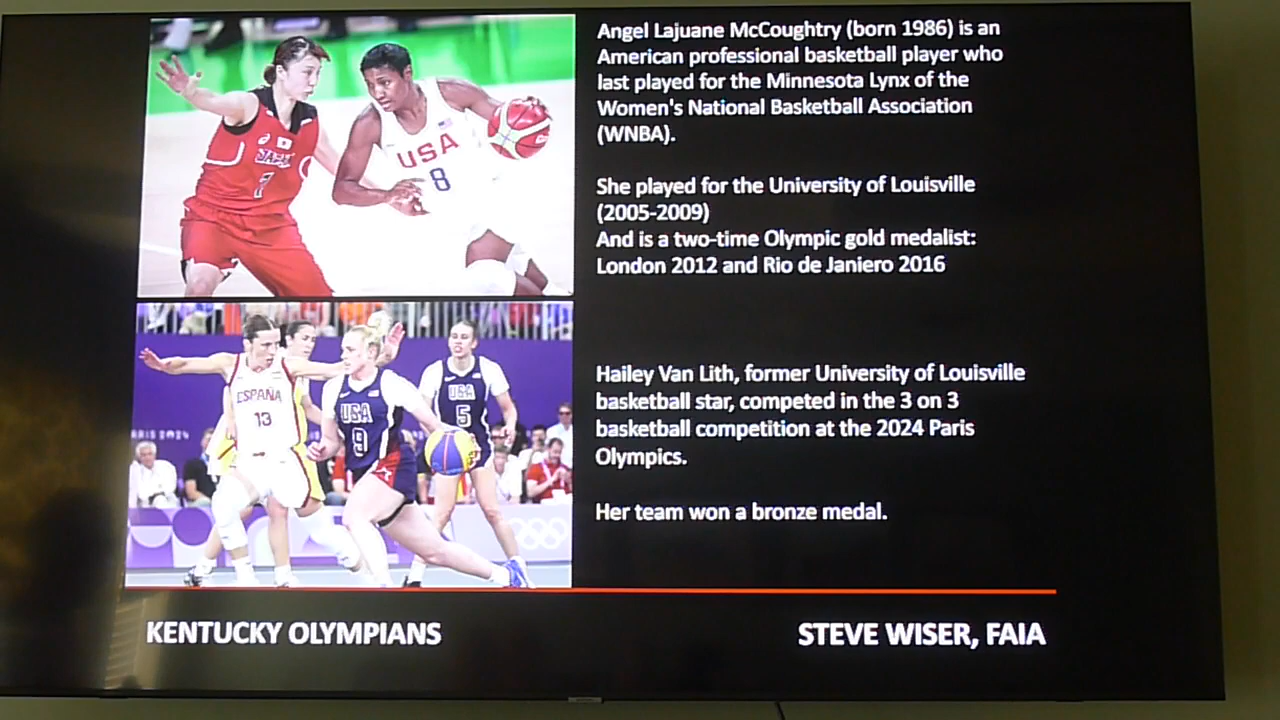 Angel Lajuane McCoughtry (born 1986) is an
American professional basketball player who
last played for the Minnesota Lynx of the
Women's National Basketball Association
(WNBA).
She played for the University of Louisville
(2005-2009)
And is a two-time Olympic gold medalist:
London 2012 and Rio de Janiero 2016
USA
8
7
Hailey Van Lith, former University of Louisville
basketball star, competed in the 3 on 3
basketball competition at the 2024 Paris
Olympics.
Her team won a bronze medal.
ESPAÑA
13
USA
9
USA
5
KENTUCKY OLYMPIANS
STEVE WISER, FAIA